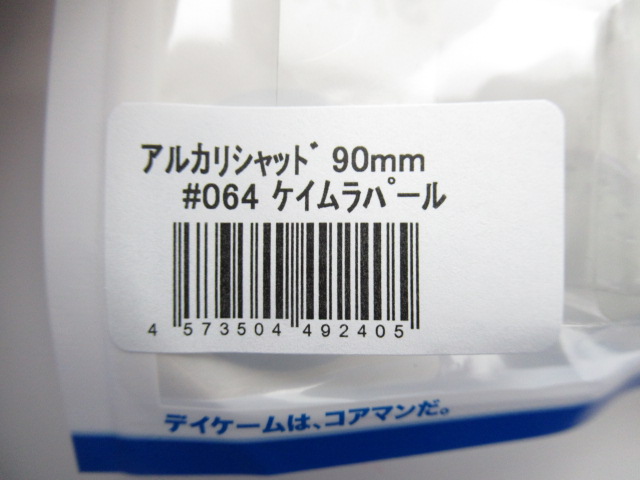 アルカリシャッド 90mm
#064 ケイムラパール
4 573504 492405
デイゲームは、コアマンだ。